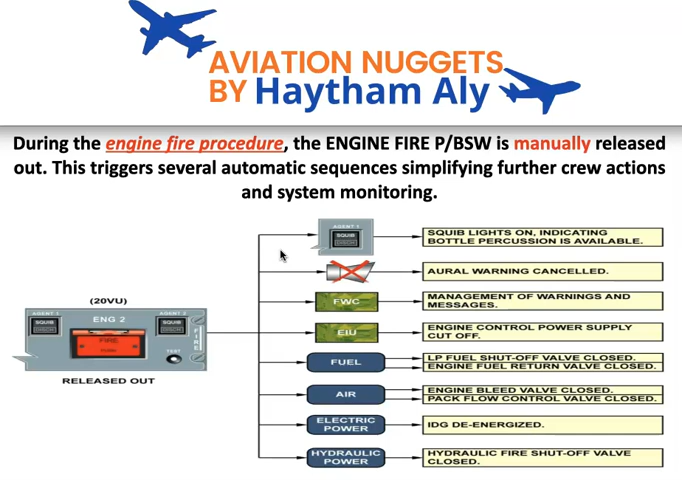 AVIATION NUGGETS
BY Haytham Aly
During the engine fire procedure, the ENGINE FIRE P/BSW is manually released
out. This triggers several automatic sequences simplifying further crew actions
and system monitoring.
AGENT 1
SQUIB
SQUIB LIGHTS ON, INDICATING
BOTTLE PERCUSSION IS AVAILABLE.
AURAL WARNING CANCELLED.
(20VU)
FWC
MANAGEMENT OF WARNINGS AND
MESSAGES.
AGENT 1
ENG 2
AGENT 2
SQUIB
SQUIB
FIRE
PUSH
FIRE
TEST
EIU
ENGINE CONTROL POWER SUPPLY
CUT OFF.
RELEASED OUT
FUEL
LP FUEL SHUT-OFF VALVE CLOSED.
ENGINE FUEL RETURN VALVE CLOSED.
AIR
ENGINE BLEED VALVE CLOSED.
PACK FLOW CONTROL VALVE CLOSED.
ELECTRIC
POWER
IDG DE-ENERGIZED.
HYDRAULIC
POWER
HYDRAULIC FIRE SHUT-OFF VALVE
CLOSED.